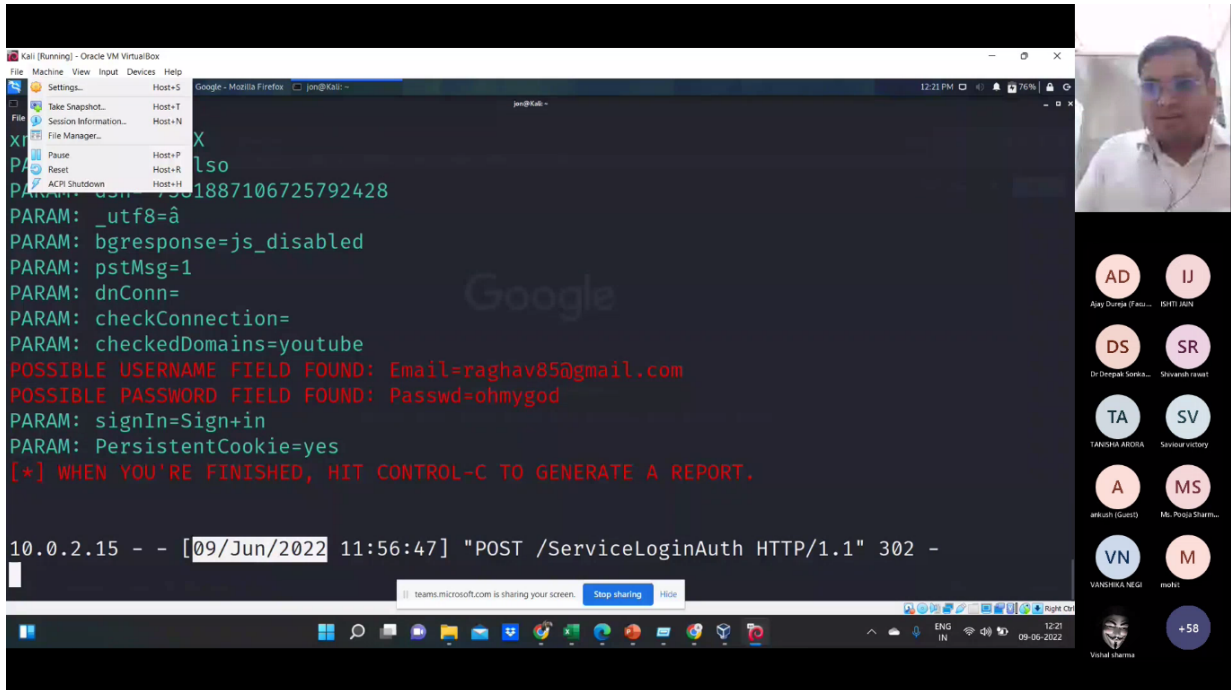 Kali [Running] - Oracle VM VirtualBox
File Machine View Input Devices Help
Settings... Host+S
Google - Mozilla Firefox
jon@Kali: ~
12:21 PM
76%
Take Snapshot... Host+T
jon@Kali: ~
File
Session Information... Host+N
File Manager...
X
Pause Host+P
lso
Reset Host+R
ACPI Shutdown Host+H
1887106725792428
PARAM: _utf8=â
PARAM: bgresponse=js_disabled
PARAM: pstMsg=1
Google
PARAM: dnConn=
PARAM: checkConnection=
PARAM: checkedDomains=youtube
POSSIBLE USERNAME FIELD FOUND: Email=raghav85@gmail.com
POSSIBLE PASSWORD FIELD FOUND: Passwd=ohmygod
PARAM: signIn=Sign+in
PARAM: PersistentCookie=yes
[*] WHEN YOU'RE FINISHED, HIT CONTROL-C TO GENERATE A REPORT.
10.0.2.15 - - [09/Jun/2022 11:56:47] "POST /ServiceLoginAuth HTTP/1.1" 302 -
teams.microsoft.com is sharing your screen. Stop sharing Hide
Right Ctrl
ENG
IN
12:21
09-06-2022
AD IJ
Ajay Dureja (Facu... ISHTI JAIN
DS SR
Dr Deepak Sonka... Shivansh rawat
TA SV
TANISHA ARORA Saviour victory
A MS
ankush (Guest) Ms. Pooja Sharm...
VN M
VANSHIKA NEGI mohit
+58
Vishal sharma